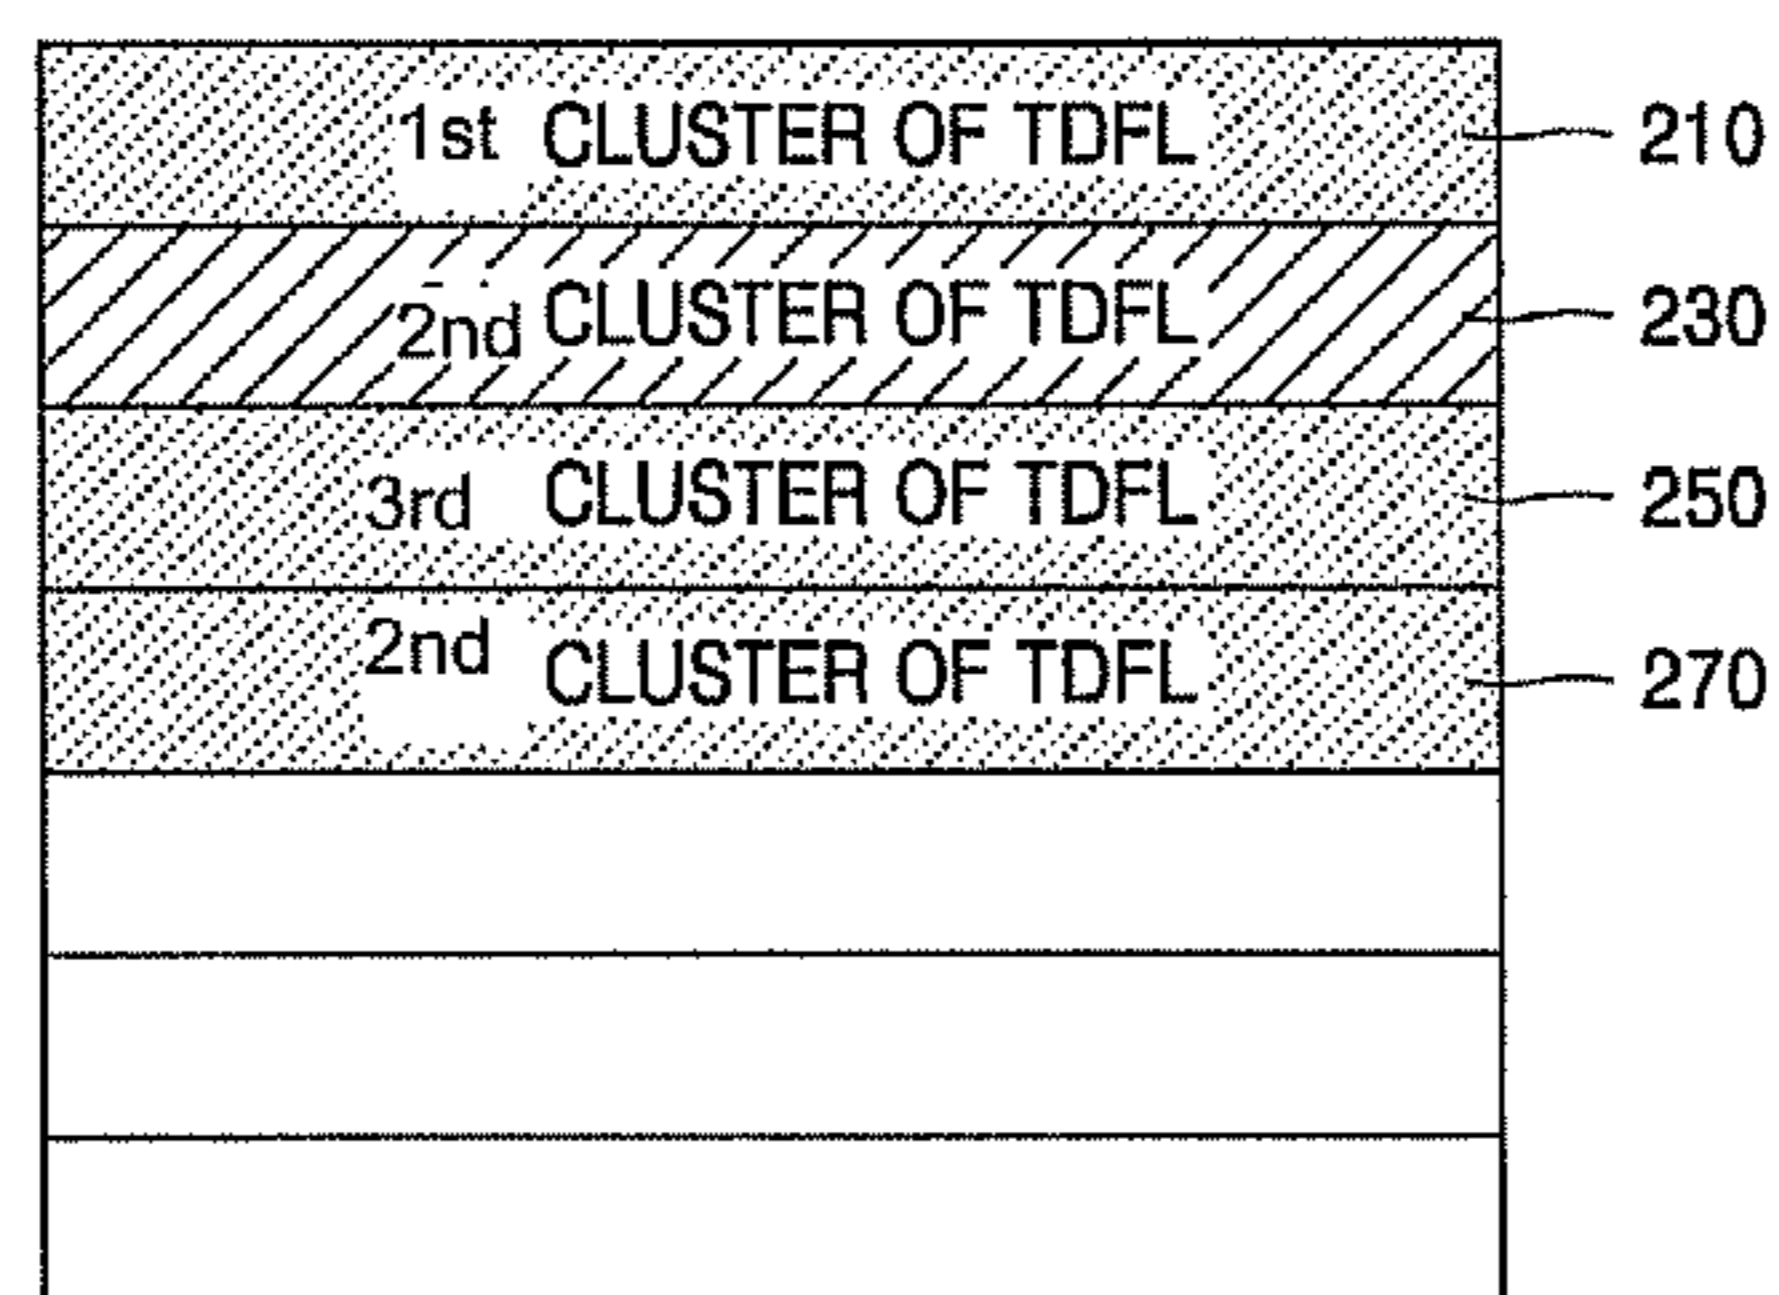 1st CLUSTER OF TDFL 210
2nd CLUSTER OF TDFL 230
3rd CLUSTER OF TDFL 250
2nd CLUSTER OF TDFL 270